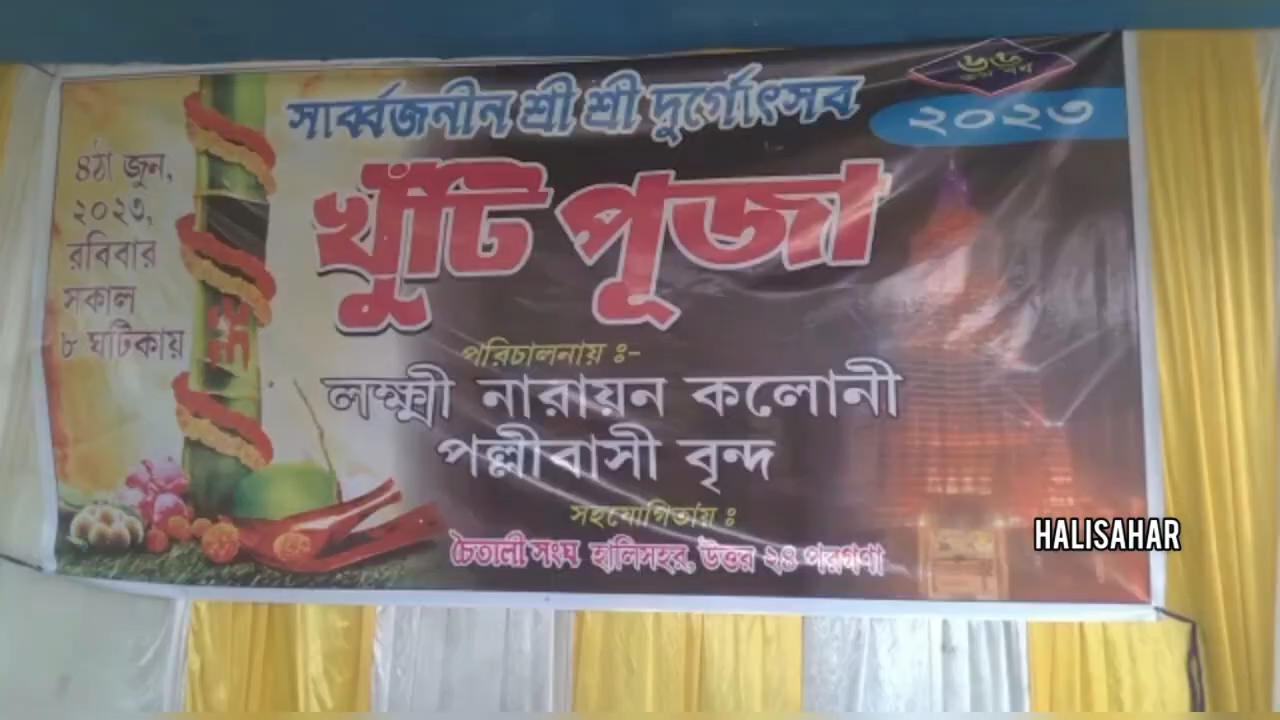 সার্ব্বজনীন শ্রী শ্রী দুর্গোৎসব
২০২৩
খুঁটি পূজা
৪ঠা জুন,
২০২৩,
রবিবার
সকাল
৮ ঘটিকায়
পরিচালনায় ঃ-
লক্ষ্মী নারায়ন কলোনী
পল্লীবাসী বৃন্দ
সহযোগিতায় ঃ
চৈতালী সংঘ হালিসহর, উত্তর ২৪ পরগণা
HALISAHAR